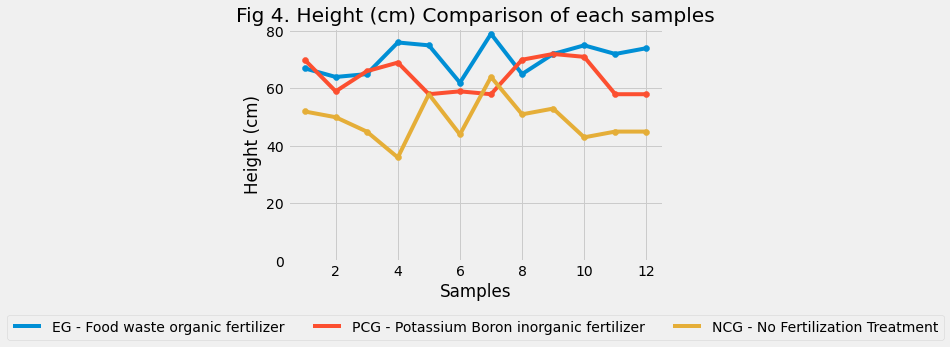 Fig 4. Height (cm) Comparison of each samples
80
60
40
20
0
Height (cm)
2 4 6 8 10 12
Samples
EG - Food waste organic fertilizer PCG - Potassium Boron inorganic fertilizer NCG - No Fertilization Treatment